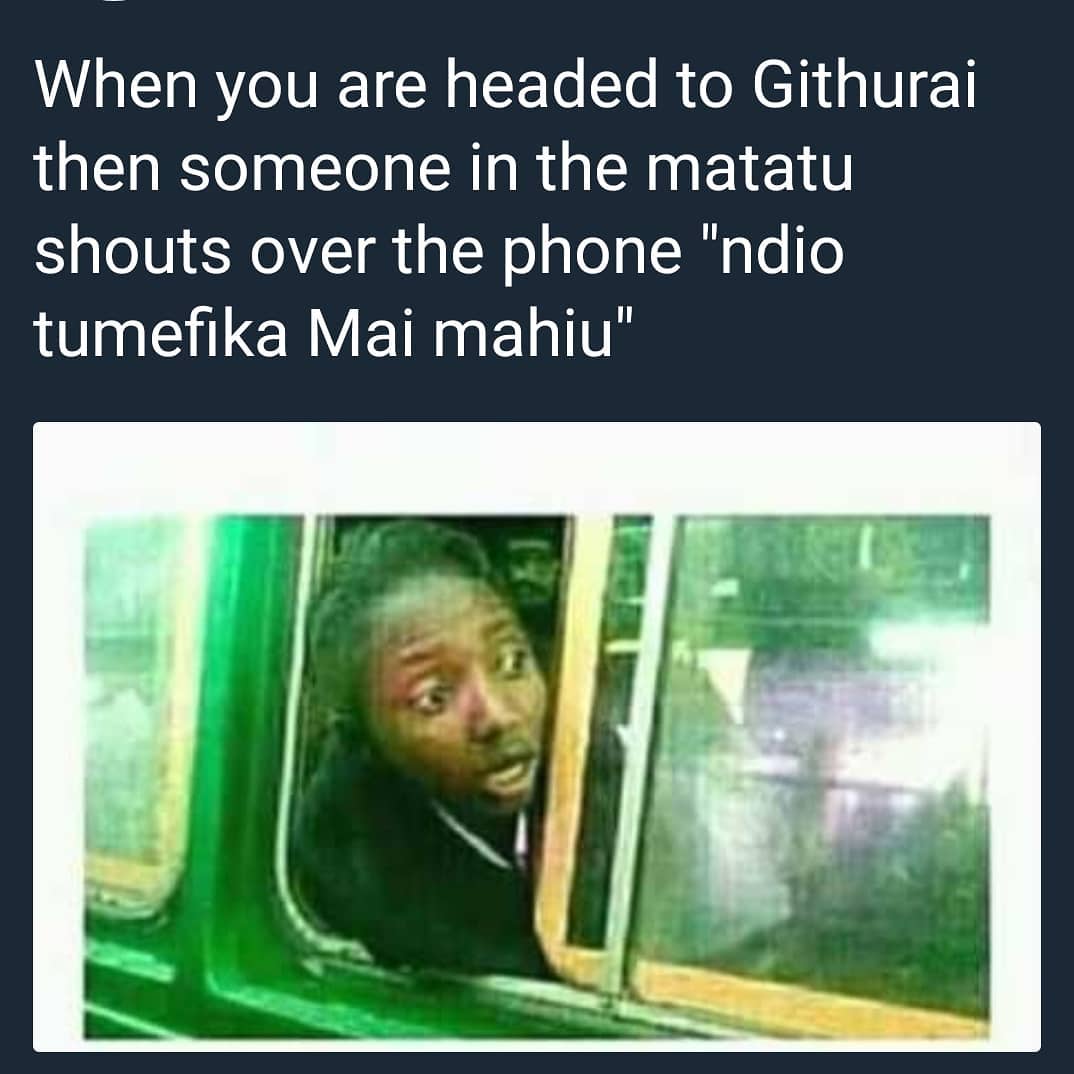 When you are headed to Githurai
then someone in the matatu
shouts over the phone "ndio
tumefika Mai mahiu"